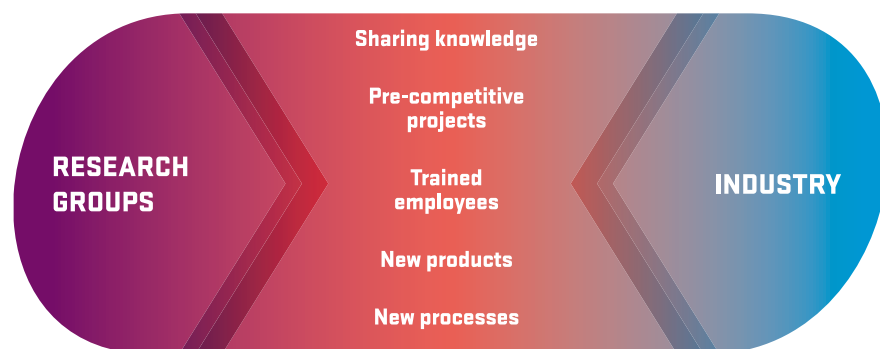 RESEARCH
GROUPS
Sharing knowledge
Pre-competitive
projects
Trained
employees
New products
New processes
INDUSTRY